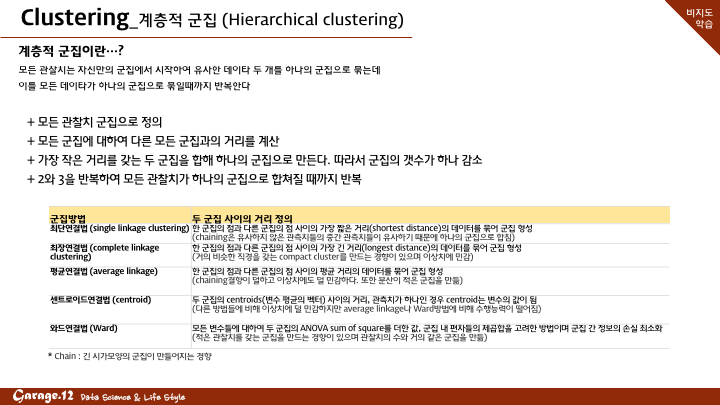 Clustering_계층적 군집 (Hierarchical clustering)
비지도
학습
계층적 군집이란…?
모든 관찰치는 자신만의 군집에서 시작하여 유사한 데이타 두 개를 하나의 군집으로 묶는데
이를 모든 데이타가 하나의 군집으로 묶일때까지 반복한다
+ 모든 관찰치 군집으로 정의
+ 모든 군집에 대하여 다른 모든 군집과의 거리를 계산
+ 가장 작은 거리를 갖는 두 군집을 합해 하나의 군집으로 만든다. 따라서 군집의 갯수가 하나 감소
+ 2와 3을 반복하여 모든 관찰치가 하나의 군집으로 합쳐질 때까지 반복
군집방법 두 군집 사이의 거리 정의
최단연결법 (single linkage clustering) 한 군집의 점과 다른 군집의 점 사이의 가장 짧은 거리(shortest distance)의 데이터를 묶어 군집 형성
(chaining은 유사하지 않은 관측치들의 중간 관측치들이 유사하기 때문에 하나의 군집으로 합침)
최장연결법 (complete linkage 한 군집의 점과 다른 군집의 점 사이의 가장 긴 거리(longest distance)의 데이터를 묶어 군집 형성
clustering) (거의 비슷한 직경을 갖는 compact cluster를 만드는 경향이 있으며 이상치에 민감)
평균연결법 (average linkage) 한 군집의 점과 다른 군집의 점 사이의 평균 거리의 데이터를 묶어 군집 형성
(chaining결향이 덜하고 이상치에도 덜 민감하다. 또한 분산이 적은 군집을 만듦)
센트로이드연결법 (centroid) 두 군집의 centroids(변수 평균의 벡터) 사이의 거리, 관측치가 하나인 경우 centroid는 변수의 값이 됨
(다른 방법들에 비해 이상치에 덜 민감하지만 average linkage나 Ward방법에 비해 수행능력이 떨어짐)
와드연결법 (Ward) 모든 변수들에 대하여 두 군집의 ANOVA sum of square를 더한 값, 군집 내 편차들의 제곱합을 고려한 방법이며 군집 간 정보의 손실 최소화
(적은 관찰치를 갖는 군집을 만드는 경향이 있으며 관찰치의 수와 거의 같은 군집을 만듦)
* Chain : 긴 시가모양의 군집이 만들어지는 경향
Garage.12 Data Science & Life Style